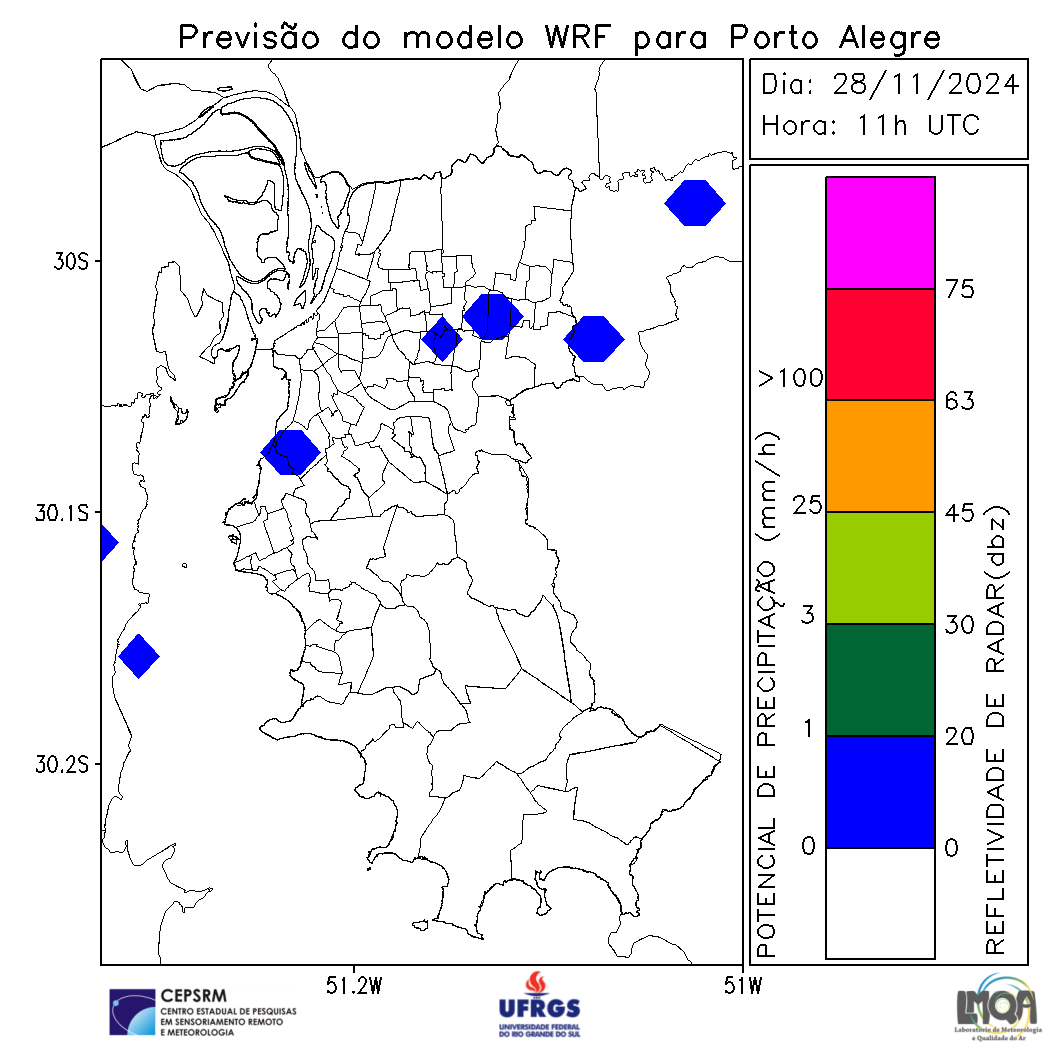 Previsão do modelo WRF para Porto Alegre
Dia: 28/11/2024
Hora: 11h UTC
30S
30.1S
30.2S
51.2W
51W
POTENCIAL DE PRECIPITAÇÃO (mm/h)
>100
25
3
1
0
75
63
45
30
20
0
REFLETIVIDADE DE RADAR(dbz)
CEPSRM
CENTRO ESTADUAL DE PESQUISAS
EM SENSORIAMENTO REMOTO
E METEOROLOGIA
UFRGS
UNIVERSIDADE FEDERAL
DO RIO GRANDE DO SUL
LMQA
Laboratório de Meteorologia
e Qualidade do Ar